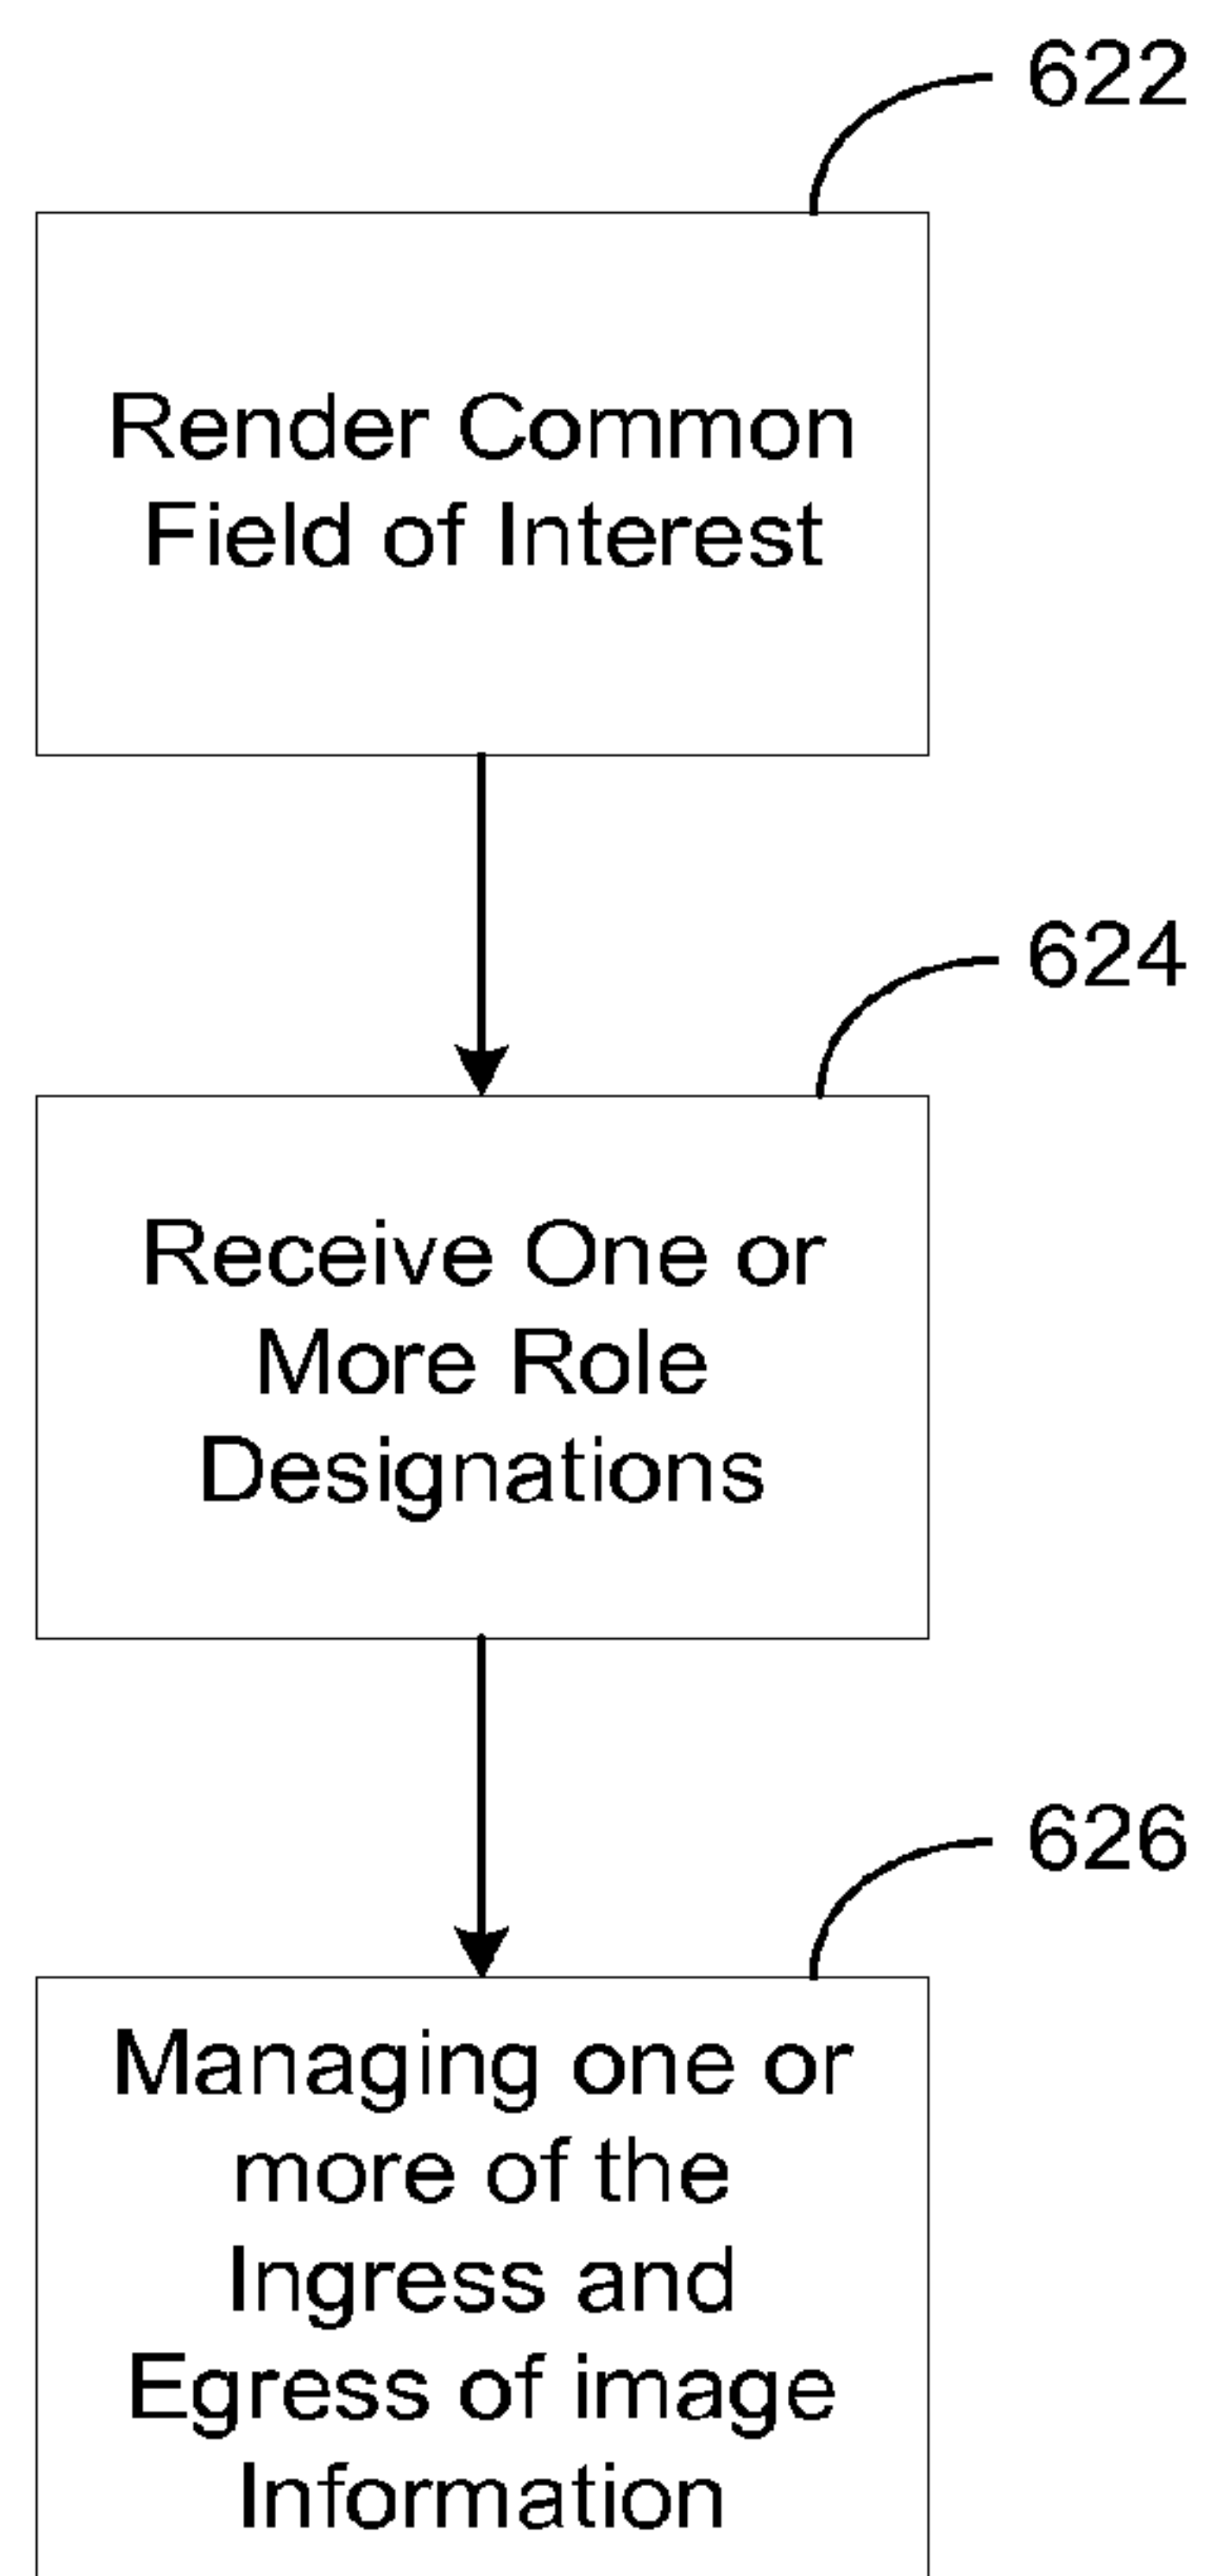 622
Render Common
Field of Interest
624
Receive One or
More Role
Designations
626
Managing one or
more of the
Ingress and
Egress of image
Information